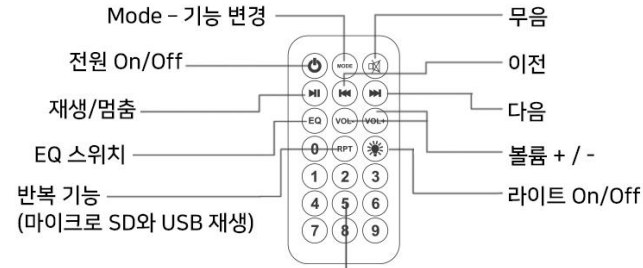 Mode – 기능 변경
무음
전원 On/Off
이전
MODE
재생/멈춤
다음
EQ
VOL-
VOL+
EQ 스위치
볼륨 + / -
0
RPT
반복 기능
(마이크로 SD와 USB 재생)
라이트 On/Off
1 2 3
4 5 6
7 8 9